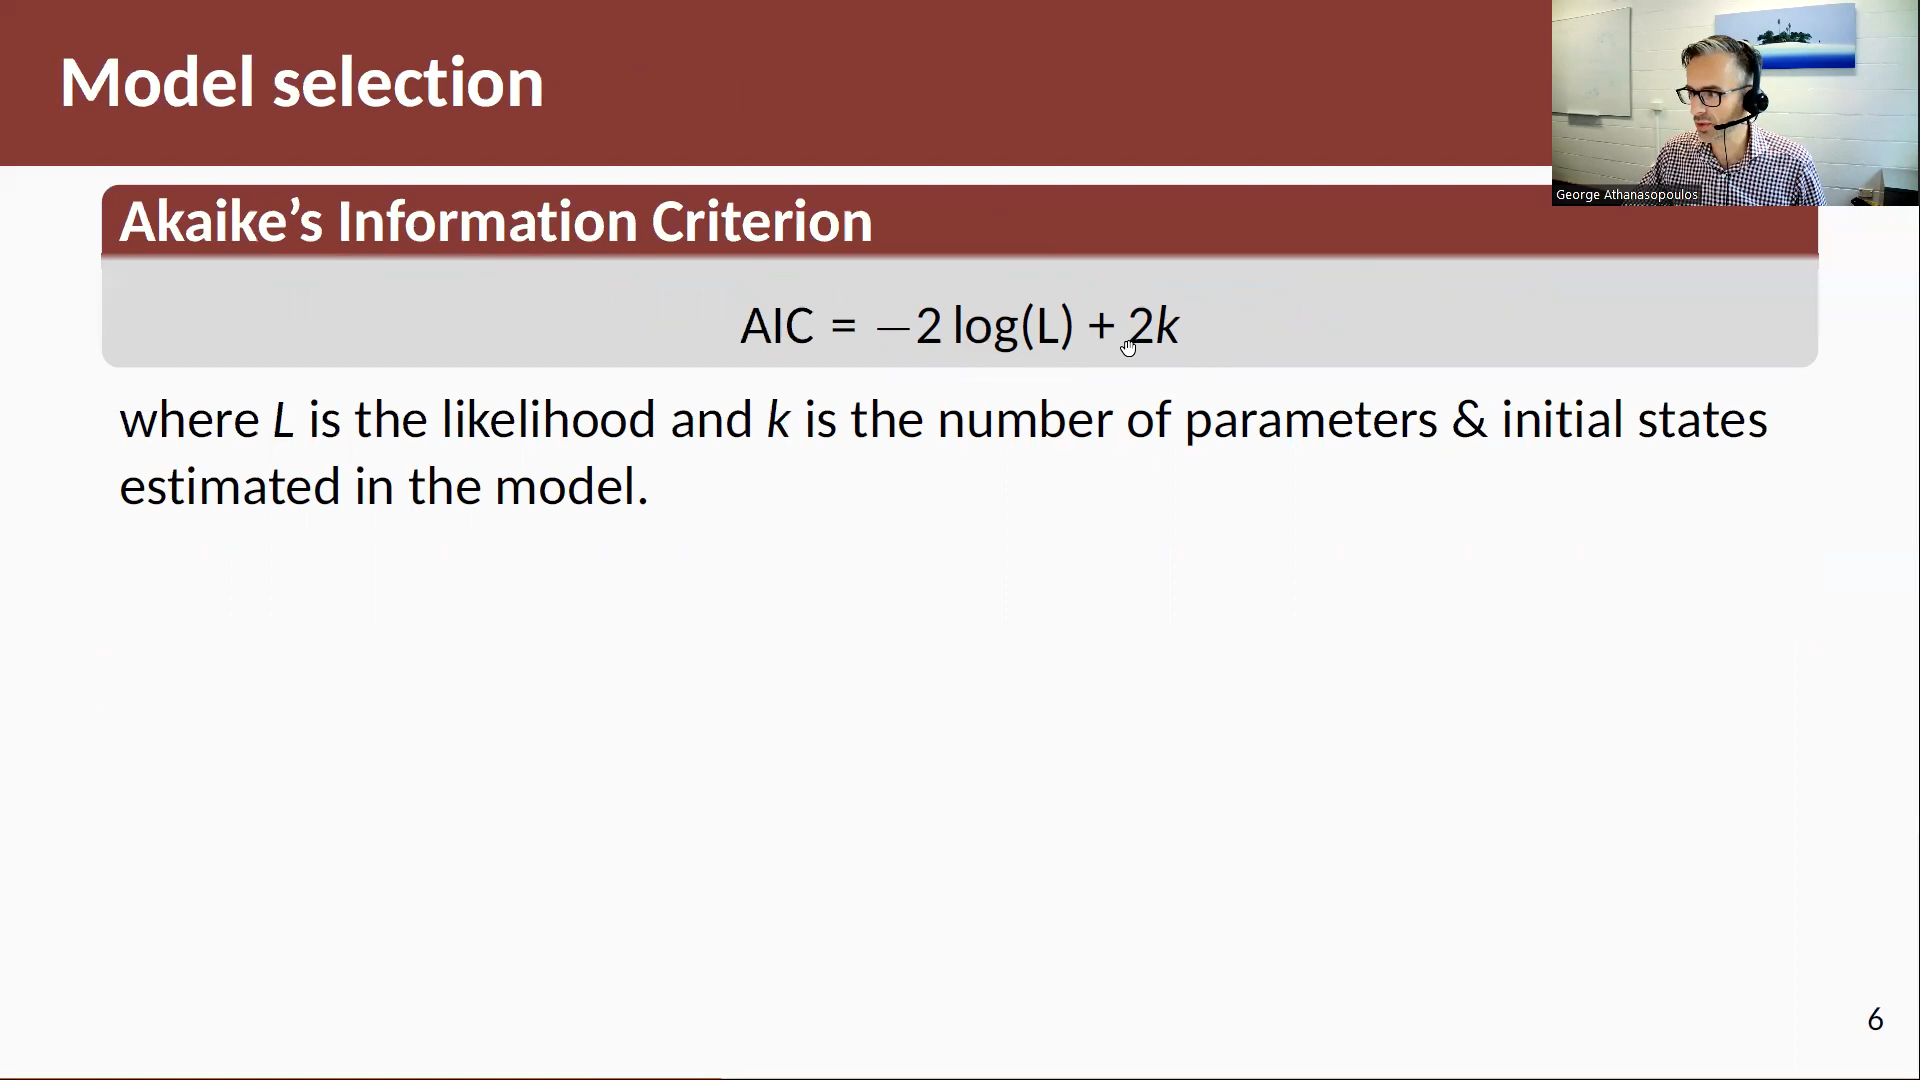 Model selection
George Athanasopoulos
Akaike’s Information Criterion
AIC = −2 log(L) + 2k
where L is the likelihood and k is the number of parameters & initial states
estimated in the model.
6